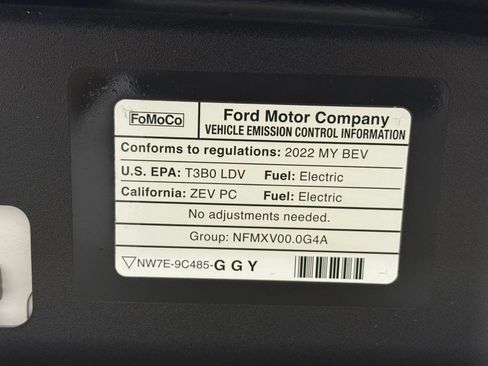 FoMoCo
Ford Motor Company
VEHICLE EMISSION CONTROL INFORMATION
Conforms to regulations: 2022 MY BEV
U.S. EPA: T3B0 LDV Fuel: Electric
California: ZEV PC Fuel: Electric
No adjustments needed.
Group: NFMXV00.0G4A
NW7E-9C485-G G Y